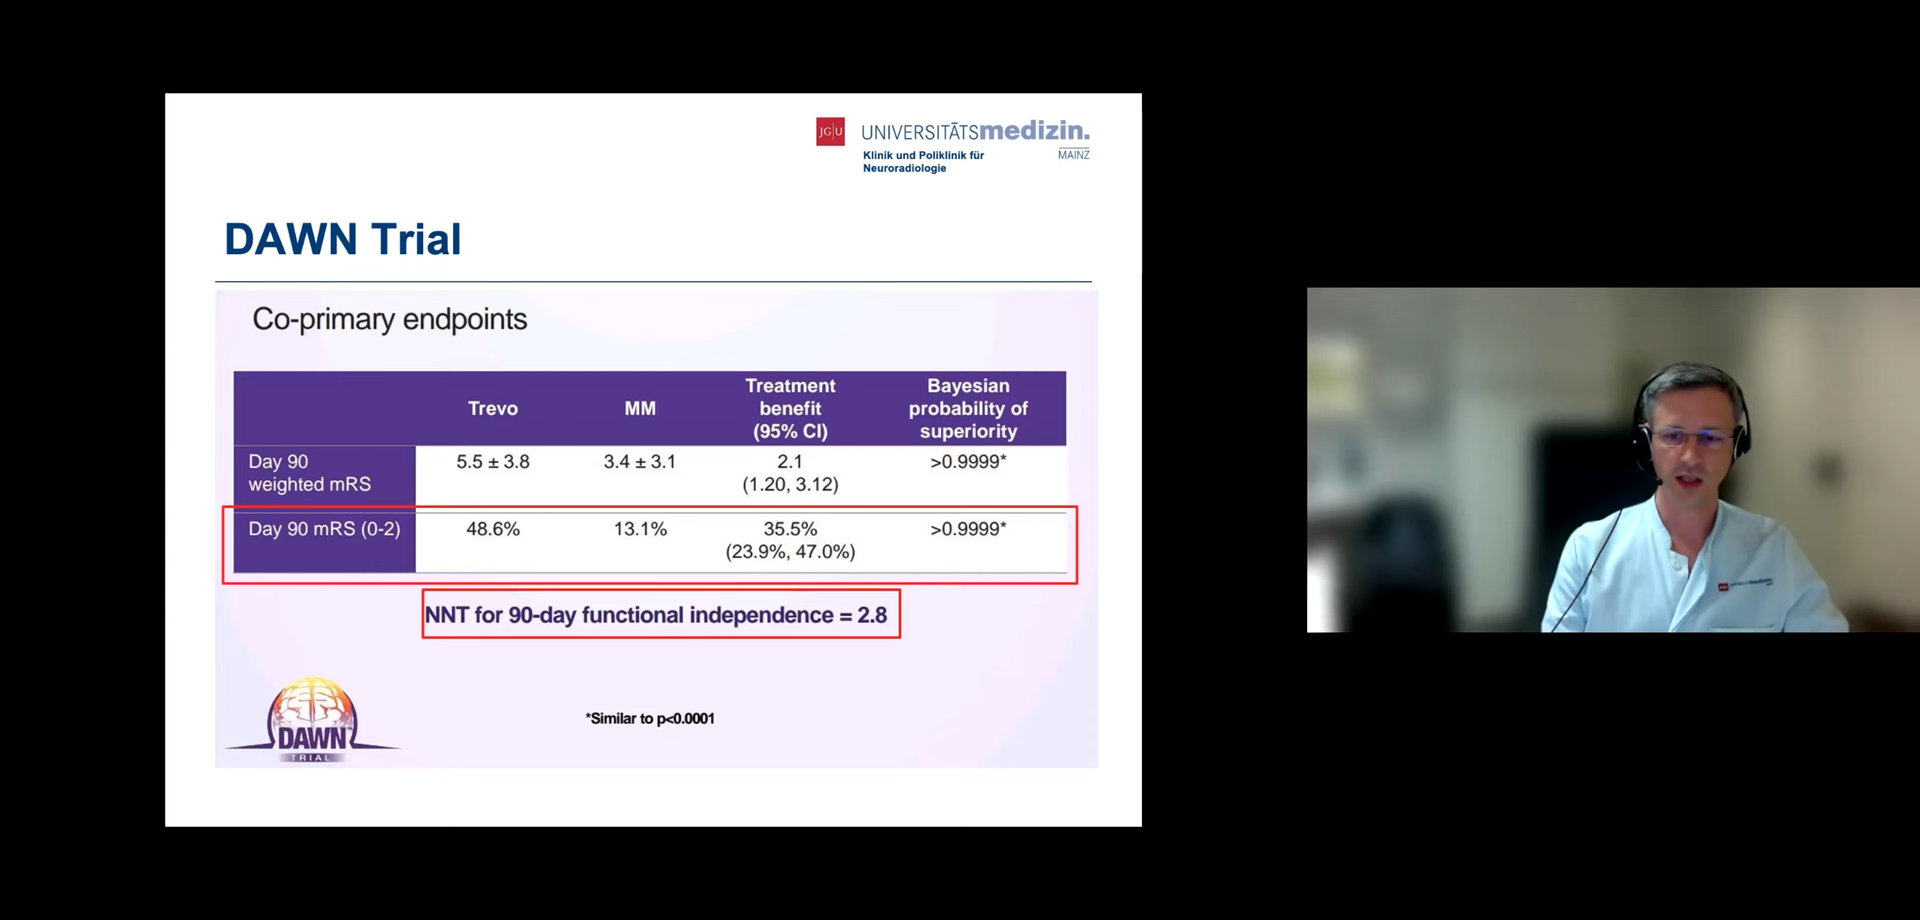 JG|U
UNIVERSITÄTSmedizin.
MAINZ
Klinik und Poliklinik für
Neuroradiologie
DAWN Trial
Co-primary endpoints
Trevo
MM
Treatment
benefit
(95% CI)
Bayesian
probability of
superiority
Day 90
weighted mRS
5.5 ± 3.8
3.4 ± 3.1
2.1
(1.20, 3.12)
>0.9999*
Day 90 mRS (0-2)
48.6%
13.1%
35.5%
(23.9%, 47.0%)
>0.9999*
NNT for 90-day functional independence = 2.8
*Similar to p<0.0001
DAWN
TRIAL